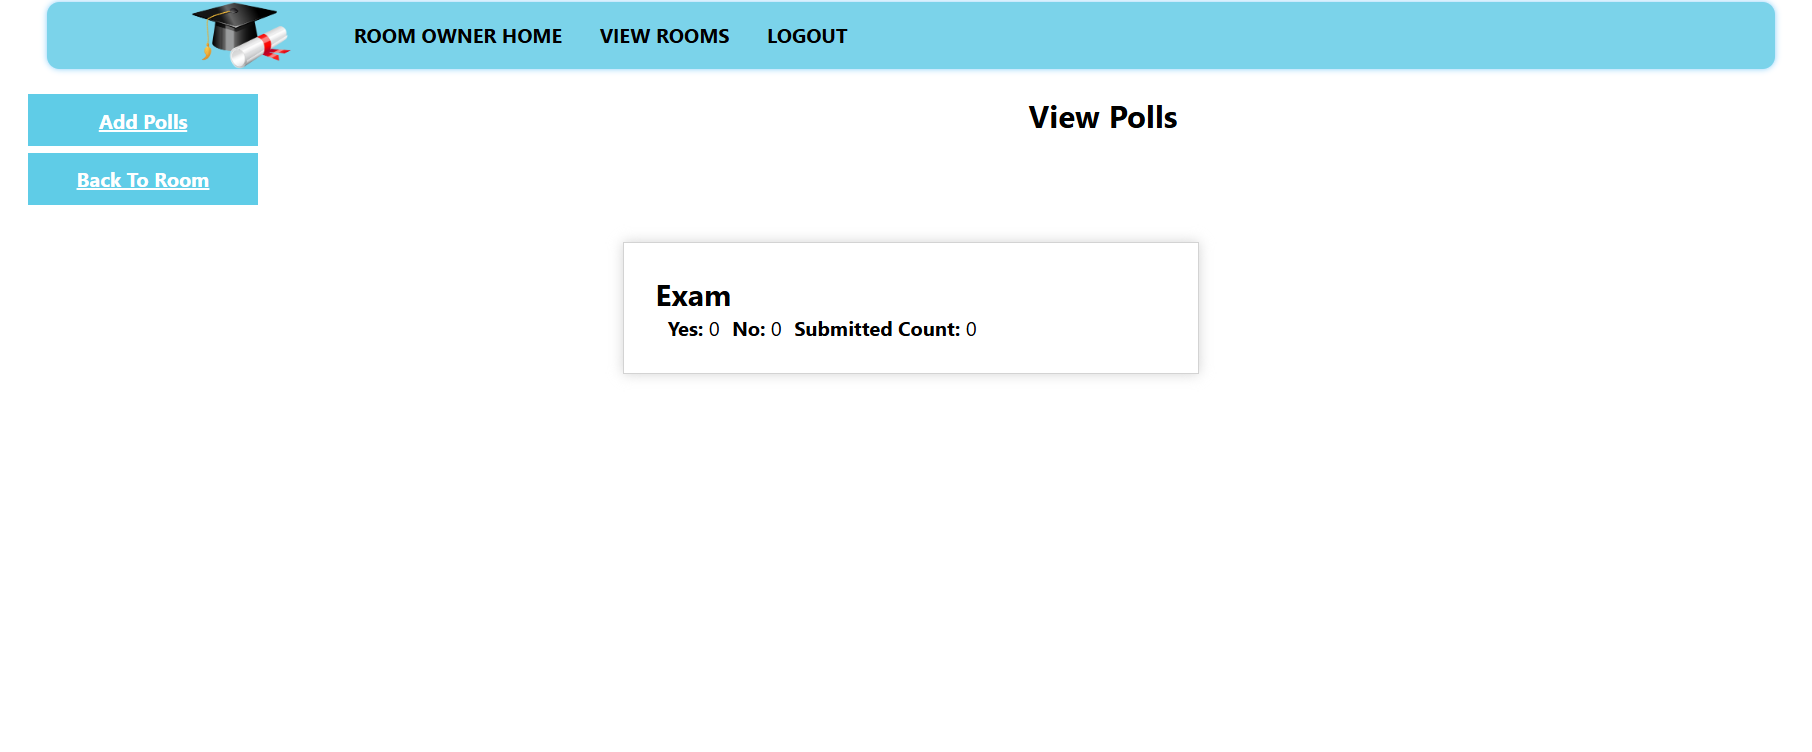 ROOM OWNER HOME VIEW ROOMS LOGOUT
Add Polls
Back To Room
View Polls
Exam
Yes: 0 No: 0 Submitted Count: 0